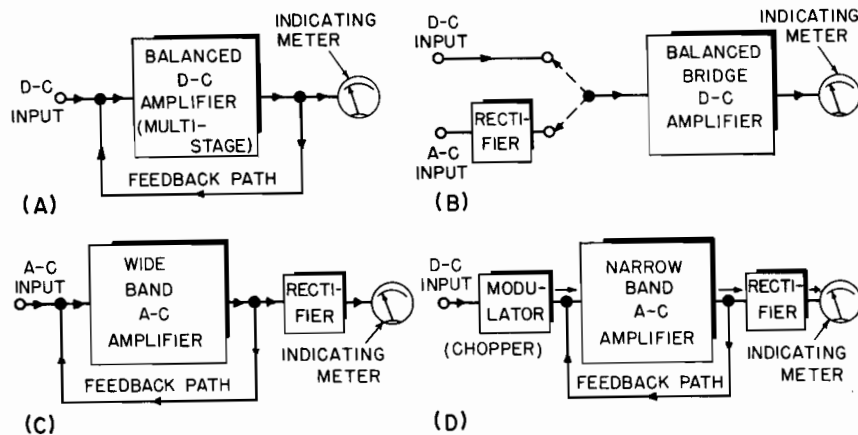 INDICATING
METER
D-C
INPUT
BALANCED
D-C
AMPLIFIER
(MULTI-
STAGE)
FEEDBACK PATH
(A)
D-C
INPUT
RECTI-
FIER
A-C
INPUT
BALANCED
BRIDGE
D-C
AMPLIFIER
INDICATING
METER
(B)
A-C
INPUT
WIDE
BAND
A-C
AMPLIFIER
RECTI-
FIER
INDICATING
METER
FEEDBACK PATH
(C)
D-C
INPUT
MODU-
LATOR
(CHOPPER)
NARROW
BAND
A-C
AMPLIFIER
RECTI-
FIER
INDICATING
METER
FEEDBACK PATH
(D)